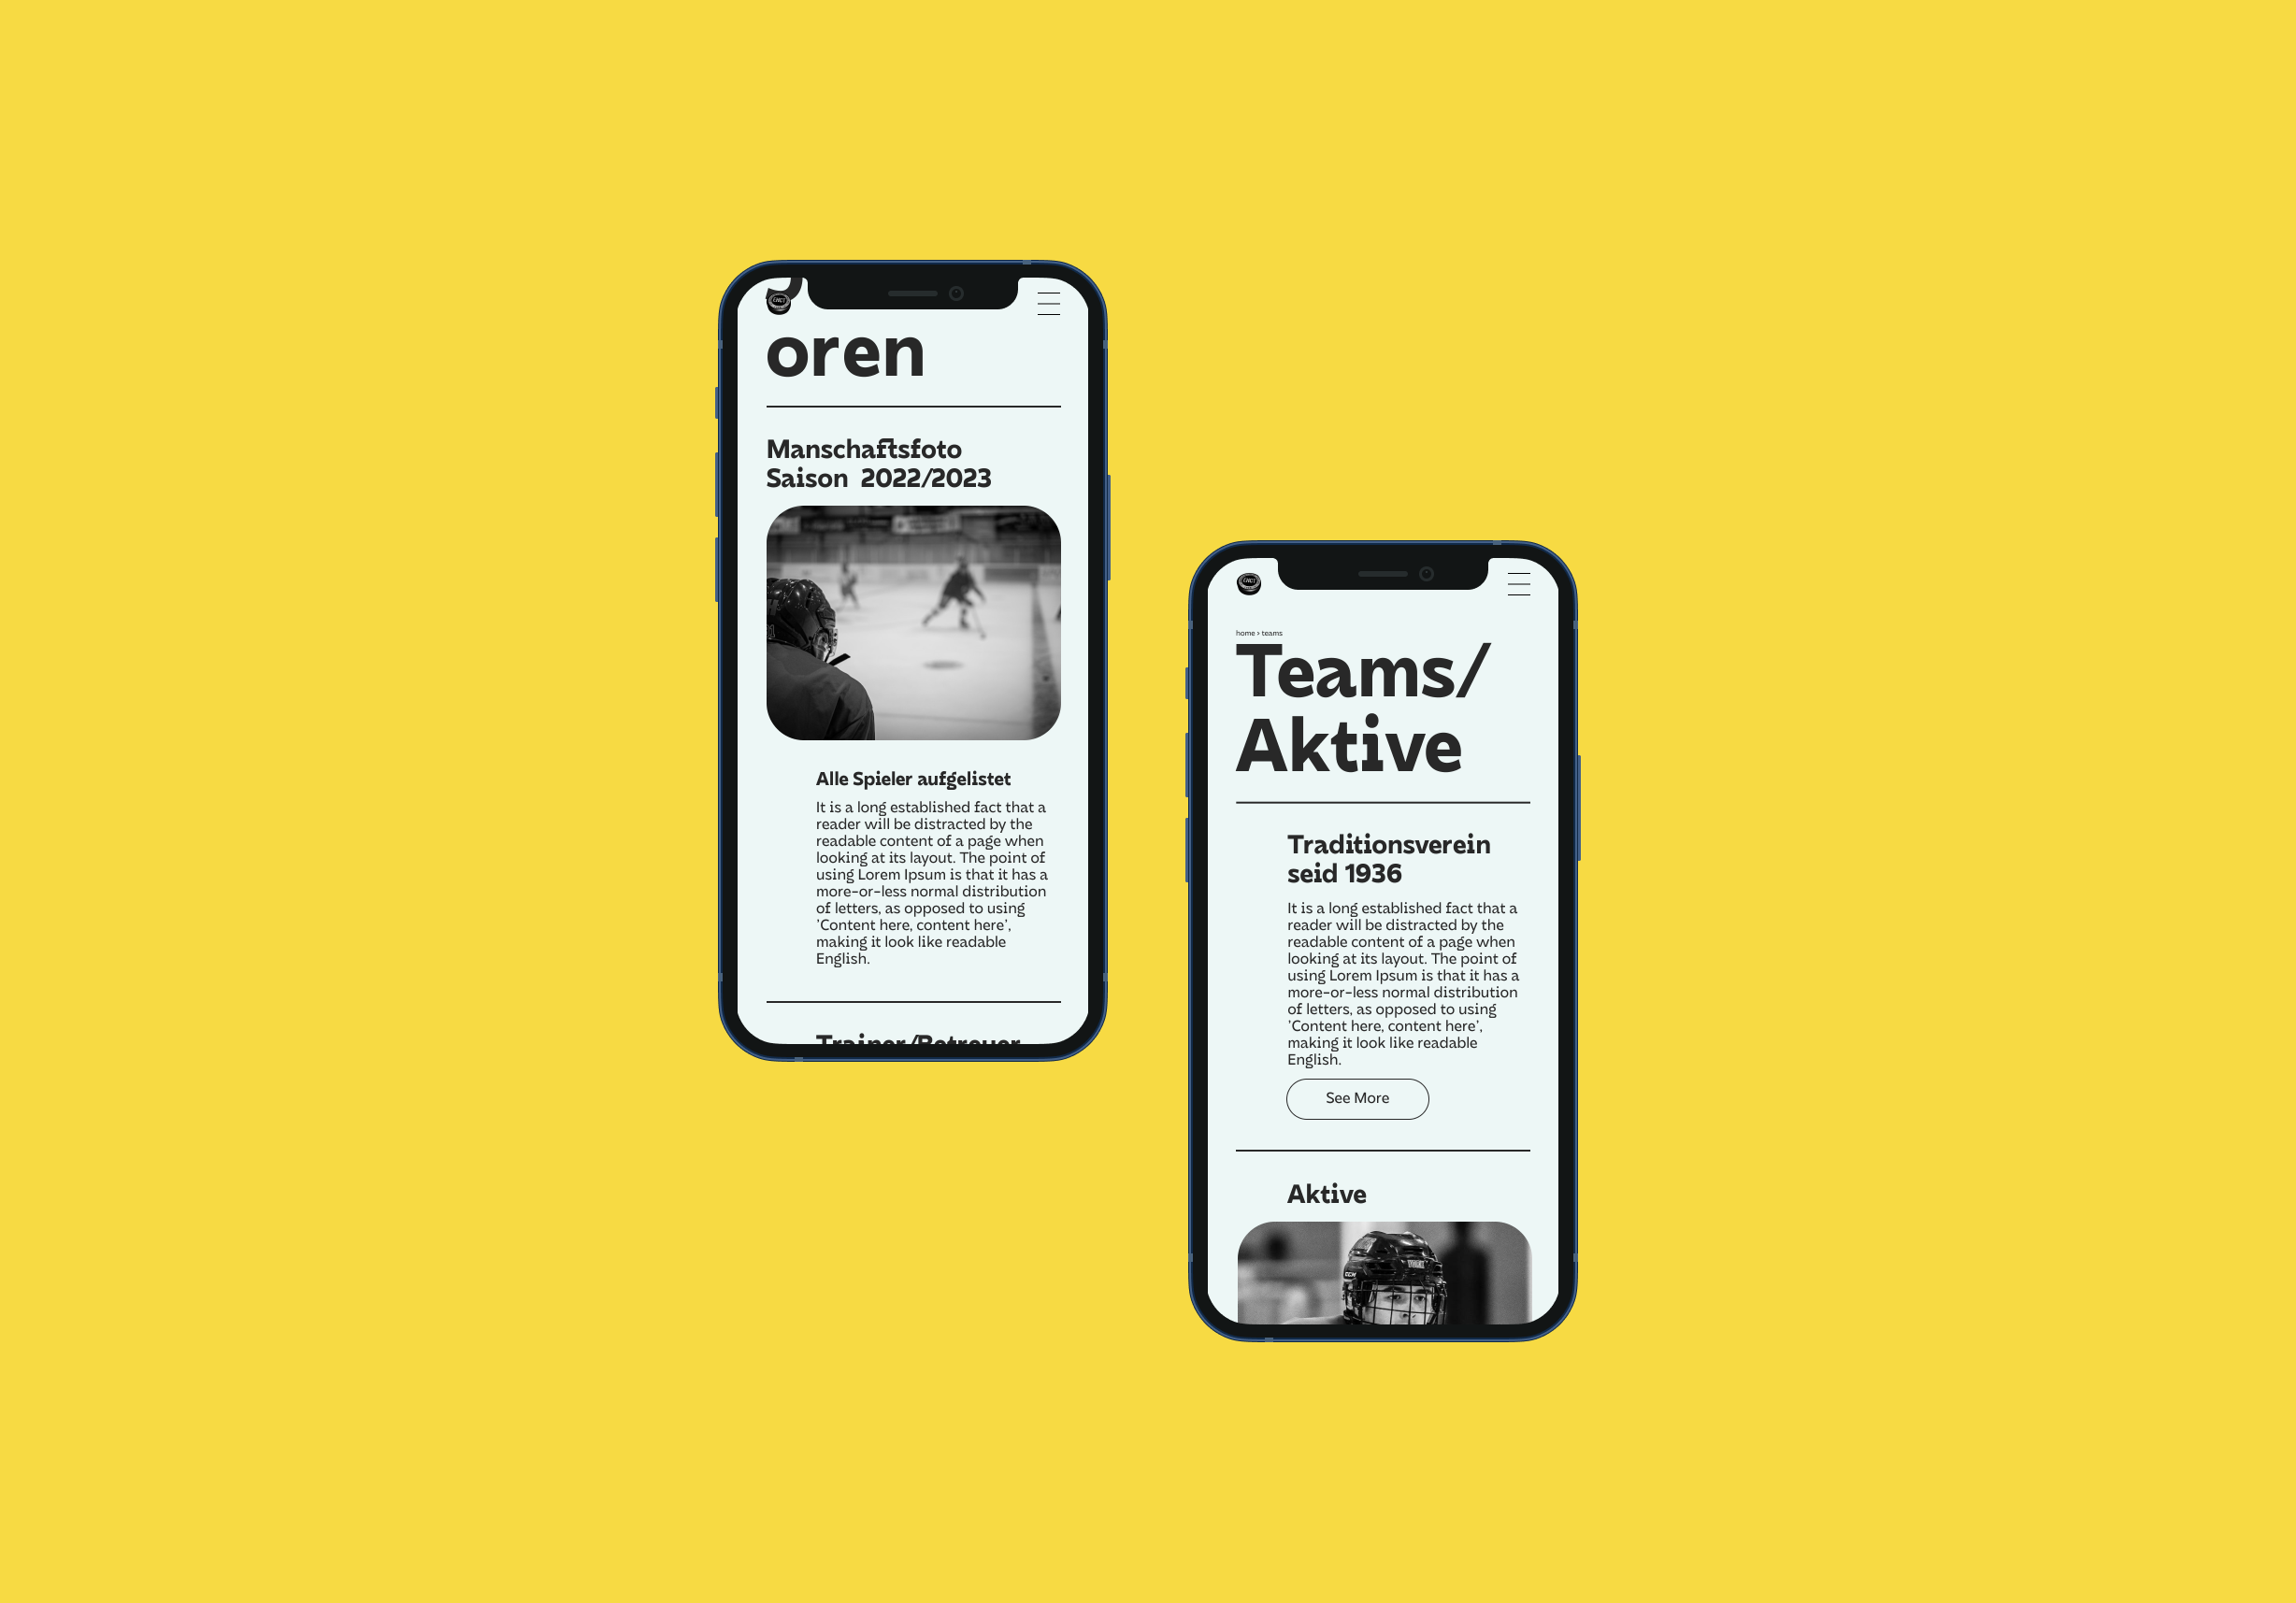 oren
Manschaftsfoto
Saison 2022/2023
Alle Spieler aufgelistet
It is a long established fact that a
reader will be distracted by the
readable content of a page when
looking at its layout. The point of
using Lorem Ipsum is that it has a
more-or-less normal distribution
of letters, as opposed to using
'Content here, content here',
making it look like readable
English.
Trainer/Betreuer
home > teams
Teams/
Aktive
Traditionsverein
seid 1936
It is a long established fact that a
reader will be distracted by the
readable content of a page when
looking at its layout. The point of
using Lorem Ipsum is that it has a
more-or-less normal distribution
of letters, as opposed to using
'Content here, content here',
making it look like readable
English.
See More
Aktive